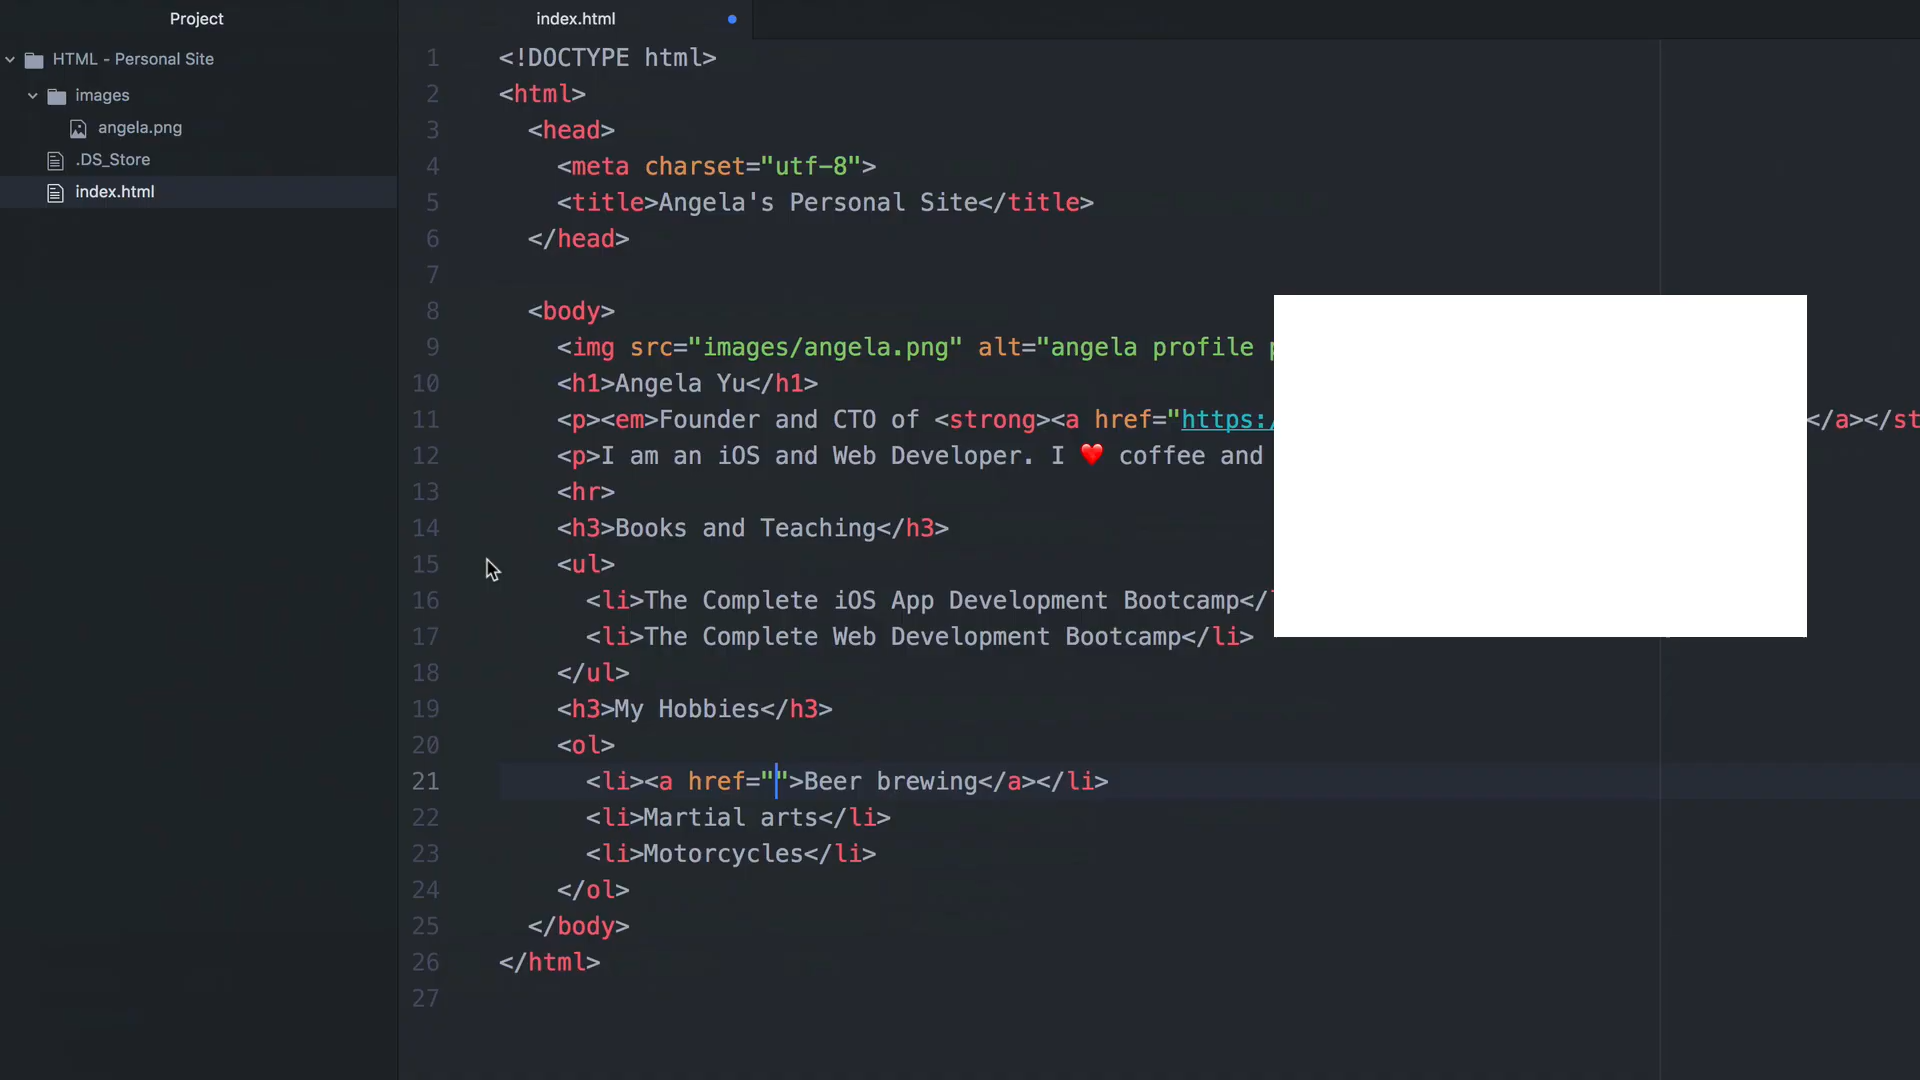 Project
index.html
HTML - Personal Site
images
angela.png
.DS_Store
index.html
1 <!DOCTYPE html>
2 <html>
3 <head>
4 <meta charset="utf-8">
5 <title>Angela's Personal Site</title>
6 </head>
7
8 <body>
9 <img src="images/angela.png" alt="angela profile
10 <h1>Angela Yu</h1>
11 <p><em>Founder and CTO of <strong><a href="https:/ </a></st
12 <p>I am an iOS and Web Developer. I ❤️ coffee and
13 <hr>
14 <h3>Books and Teaching</h3>
15 <ul>
16 <li>The Complete iOS App Development Bootcamp</
17 <li>The Complete Web Development Bootcamp</li>
18 </ul>
19 <h3>My Hobbies</h3>
20 <ol>
21 <li><a href="">Beer brewing</a></li>
22 <li>Martial arts</li>
23 <li>Motorcycles</li>
24 </ol>
25 </body>
26 </html>
27